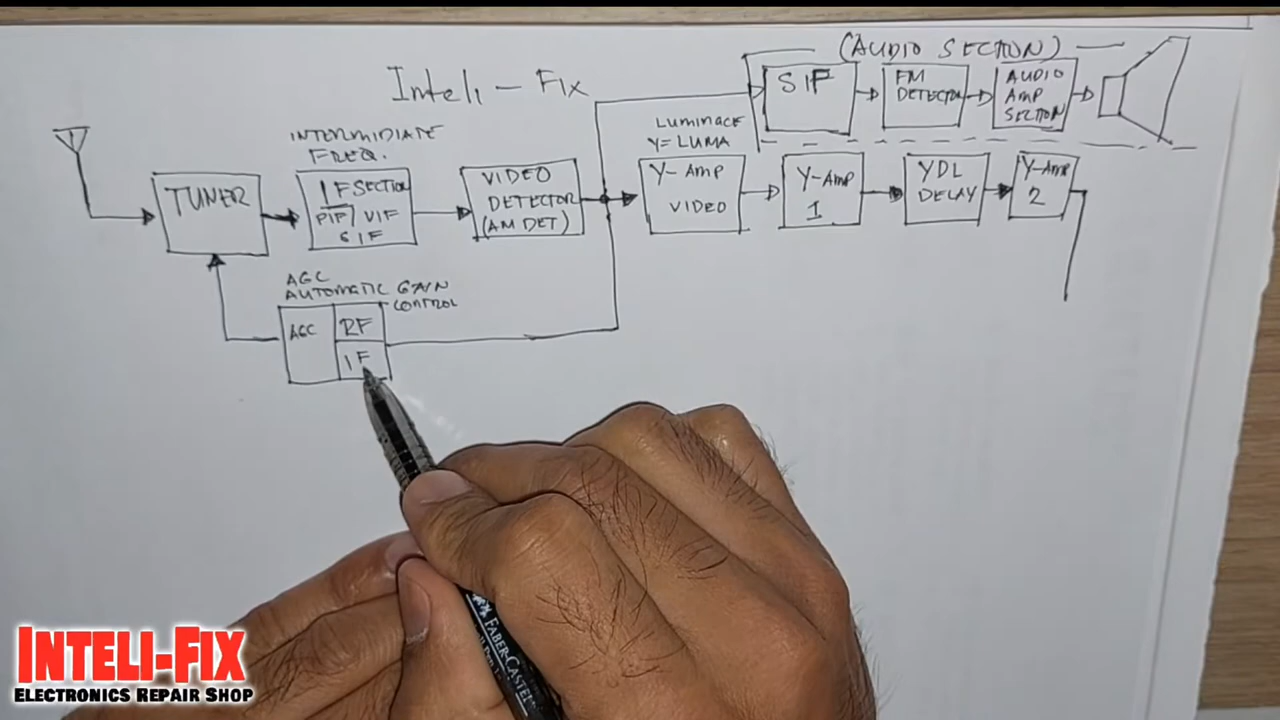 (AUDIO SECTION)
Inteli - Fix
SIF
FM
DETECTOR
AUDIO
AMP
SECTION
INTERMIDIATE
FREQ.
LUMINACE
Y=LUMA
TUNER
IF SECTION
PIF/ VIF
SIF
VIDEO
DETECTOR
(AM DET)
Y-AMP
VIDEO
Y-AMP
1
YDL
DELAY
Y-AMP
2
AGC
AUTOMATIC GAIN
CONTROL
AGC
RF
IF
FABER-CASTELL
INTELI-FIX
ELECTRONICS REPAIR SHOP